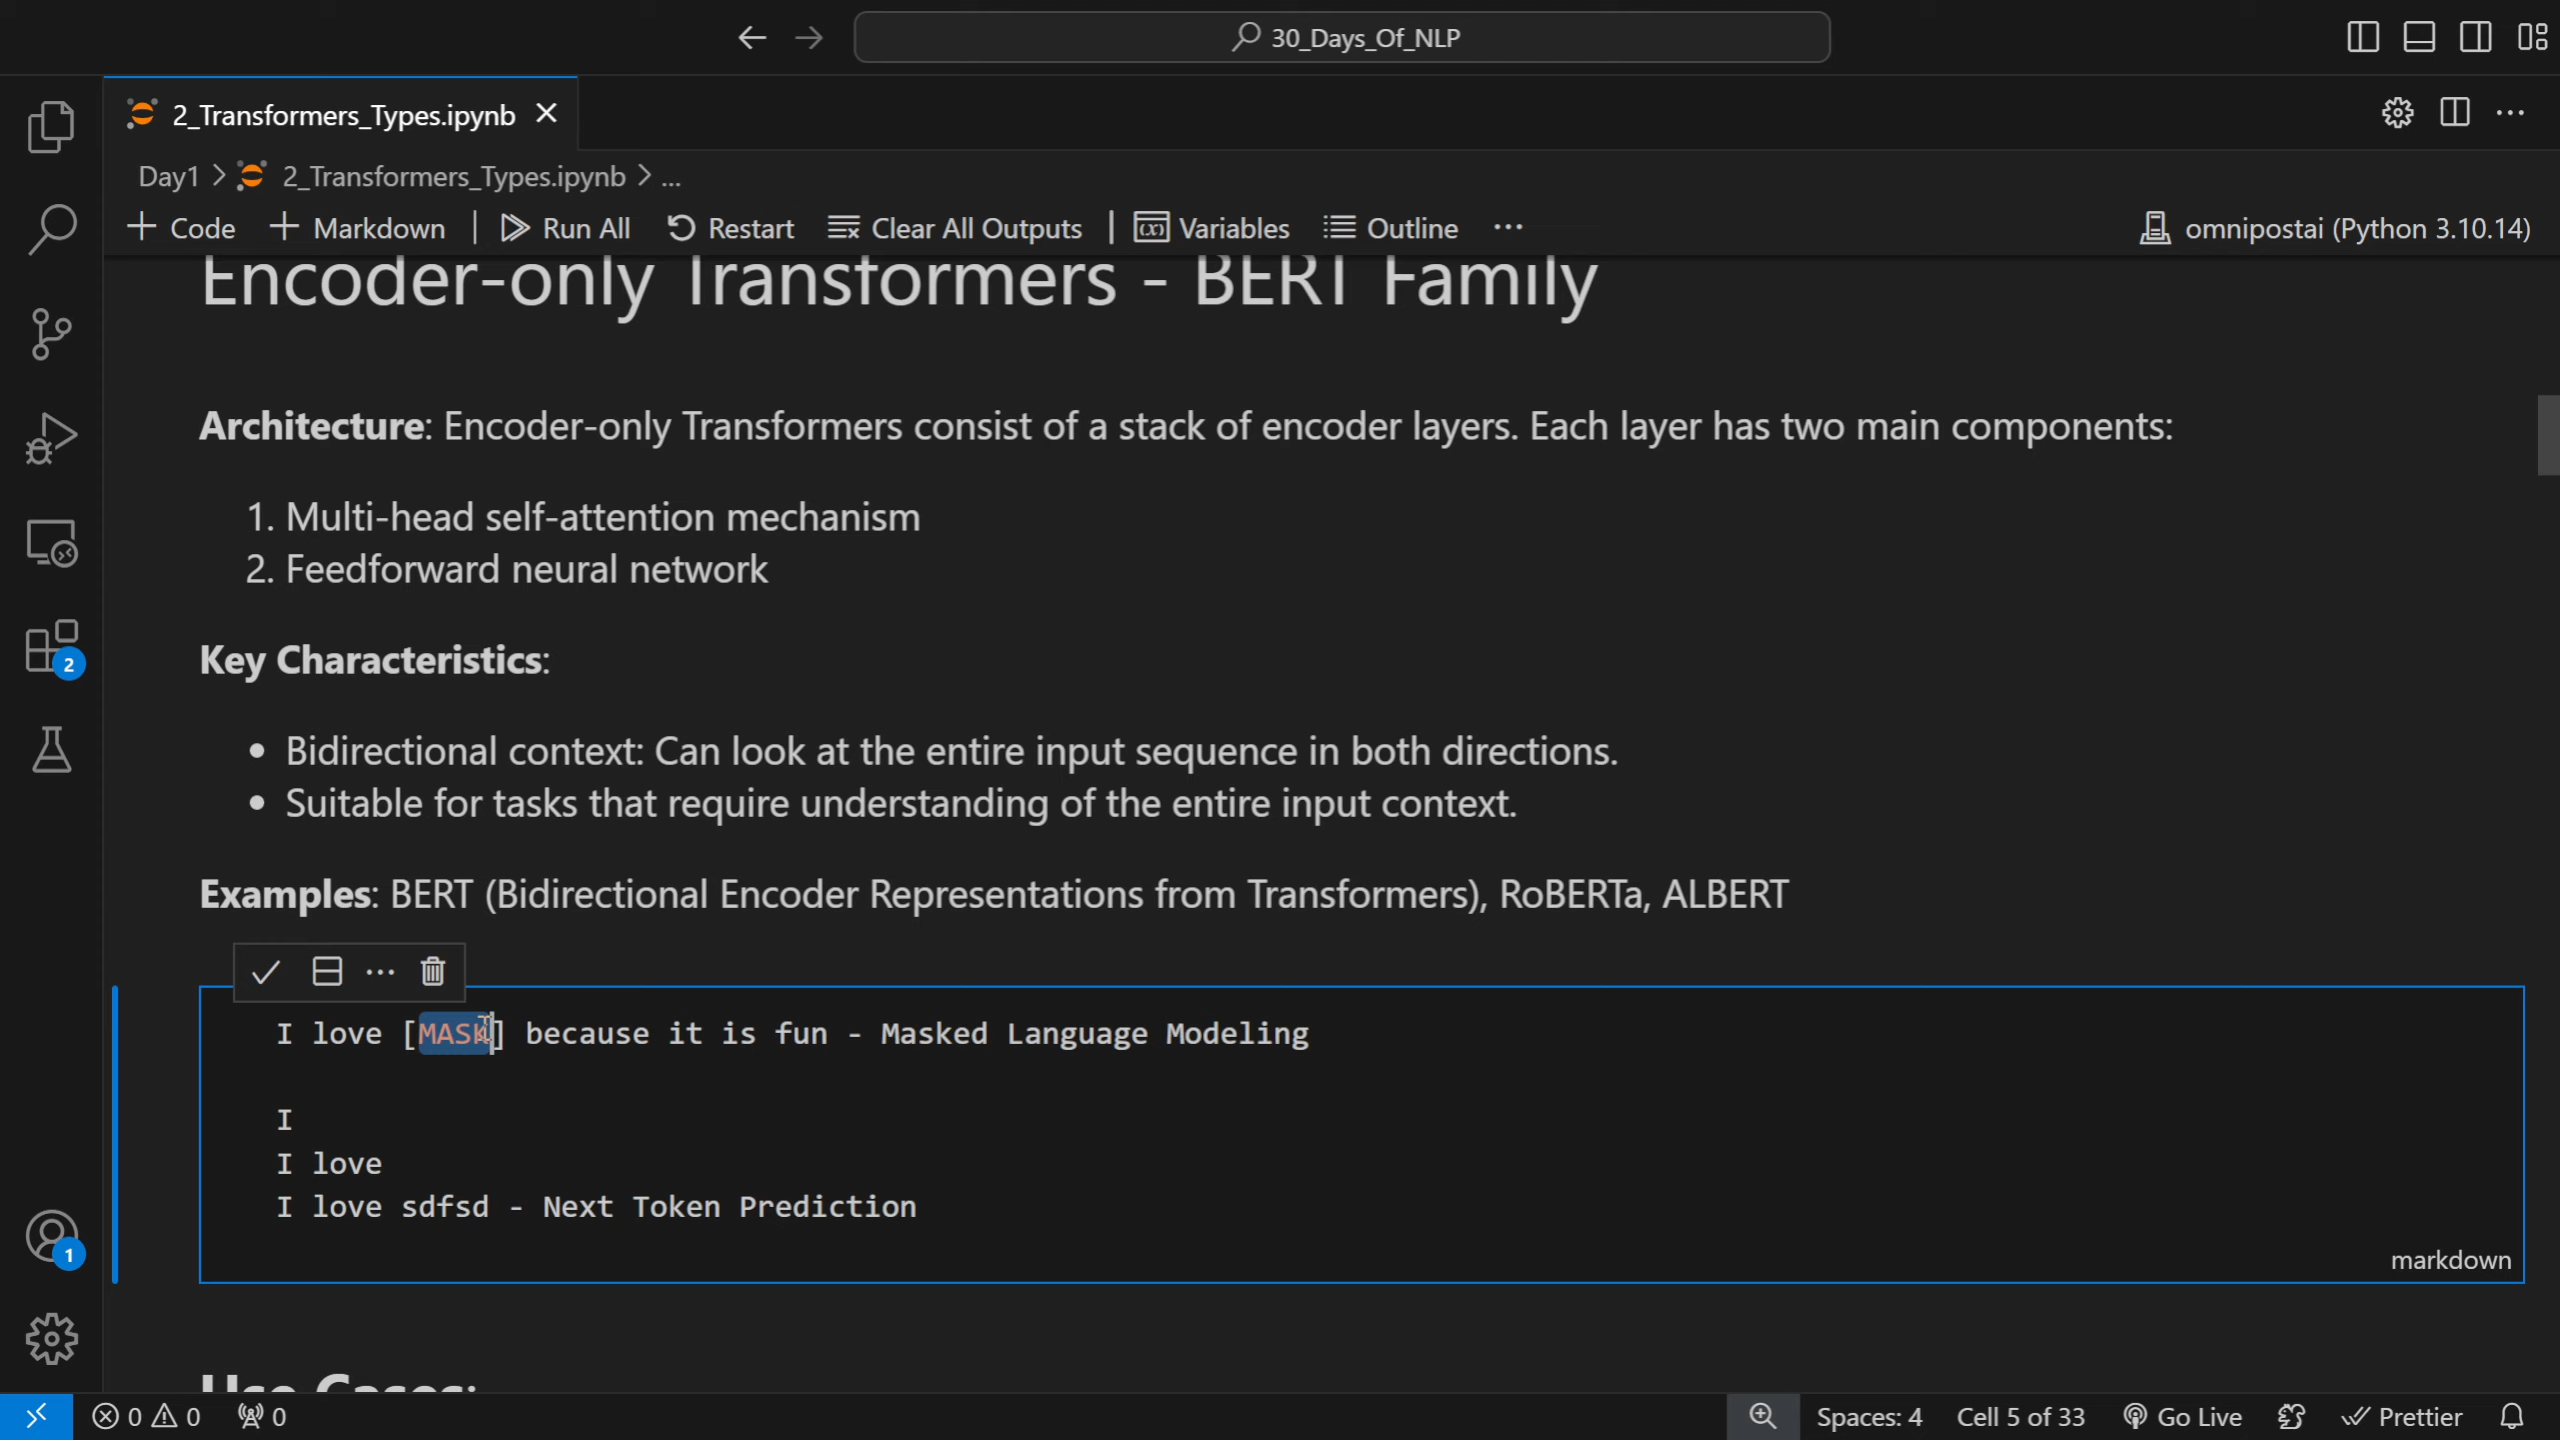 30_Days_Of_NLP
2_Transformers_Types.ipynb
Day1 > 2_Transformers_Types.ipynb > ...
+ Code + Markdown | Run All Restart Clear All Outputs | Variables Outline ... omnipostai (Python 3.10.14)
Encoder-only Transformers - BERT Family
Architecture: Encoder-only Transformers consist of a stack of encoder layers. Each layer has two main components:
1. Multi-head self-attention mechanism
2. Feedforward neural network
Key Characteristics:
• Bidirectional context: Can look at the entire input sequence in both directions.
• Suitable for tasks that require understanding of the entire input context.
Examples: BERT (Bidirectional Encoder Representations from Transformers), RoBERTa, ALBERT
I love [MASK] because it is fun - Masked Language Modeling
I
I love
I love sdfsd - Next Token Prediction
markdown
Use Cases:
2
1
0 0 0 Spaces: 4 Cell 5 of 33 Go Live Prettier